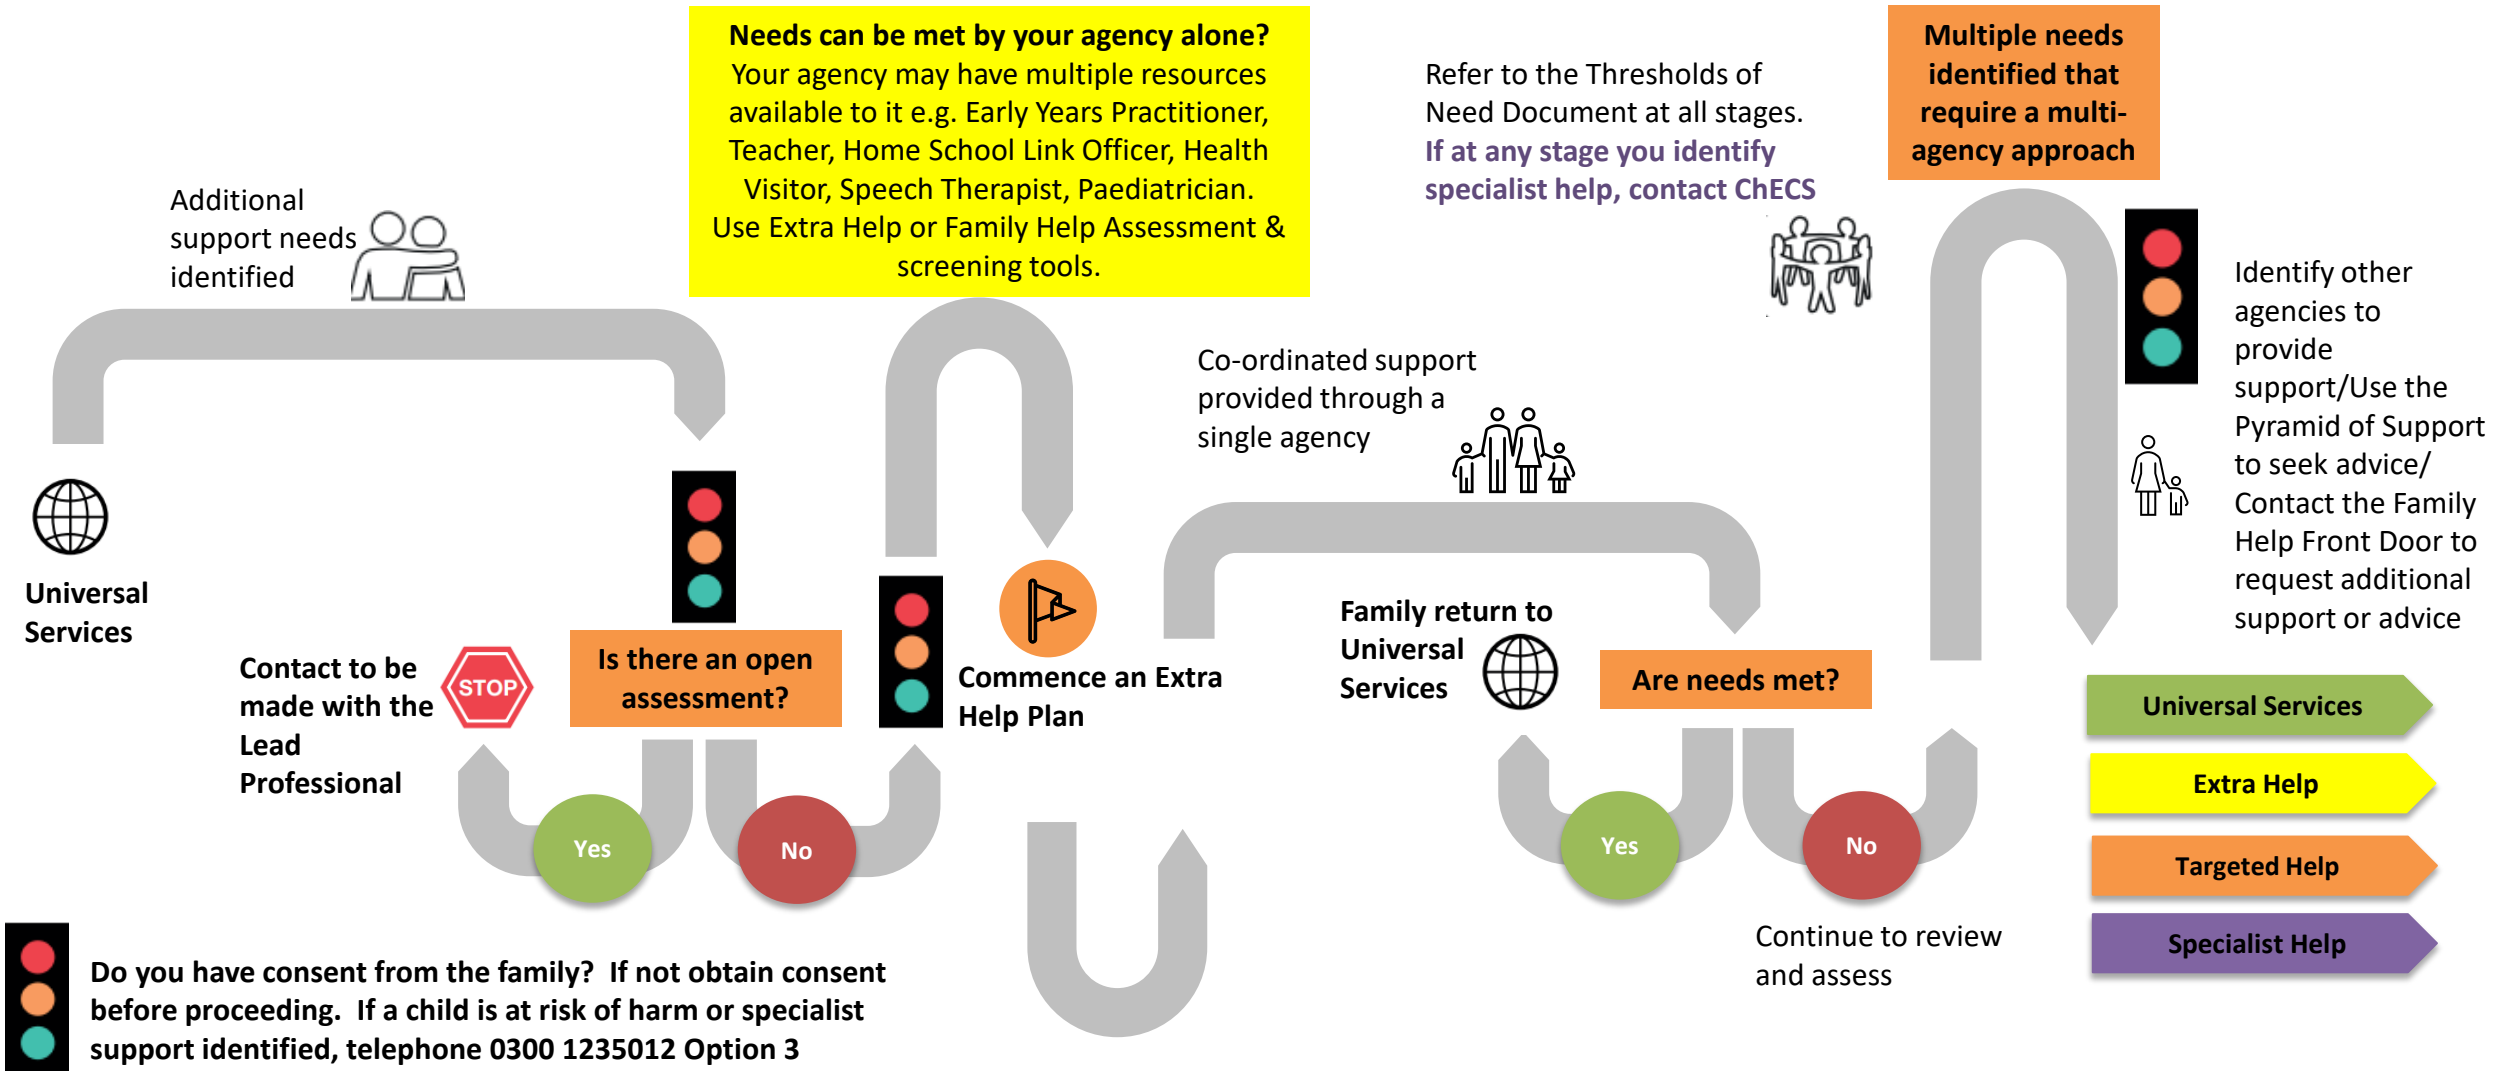 Additional
support needs
identified
Universal
Services
Contact to be
made with the
Lead
Professional
STOP
Is there an open
assessment?
Yes
No
Needs can be met by your agency alone?
Your agency may have multiple resources
available to it e.g. Early Years Practitioner,
Teacher, Home School Link Officer, Health
Visitor, Speech Therapist, Paediatrician.
Use Extra Help or Family Help Assessment &
screening tools.
Commence an Extra
Help Plan
Co-ordinated support
provided through a
single agency
Refer to the Thresholds of
Need Document at all stages.
If at any stage you identify
specialist help, contact ChECS
Family return to
Universal
Services
Are needs met?
Yes
No
Continue to review
and assess
Multiple needs
identified that
require a multi-
agency approach
Identify other
agencies to
provide
support/Use the
Pyramid of Support
to seek advice/
Contact the Family
Help Front Door to
request additional
support or advice
Universal Services
Extra Help
Targeted Help
Specialist Help
Do you have consent from the family?  If not obtain consent
before proceeding.  If a child is at risk of harm or specialist
support identified, telephone 0300 1235012 Option 3